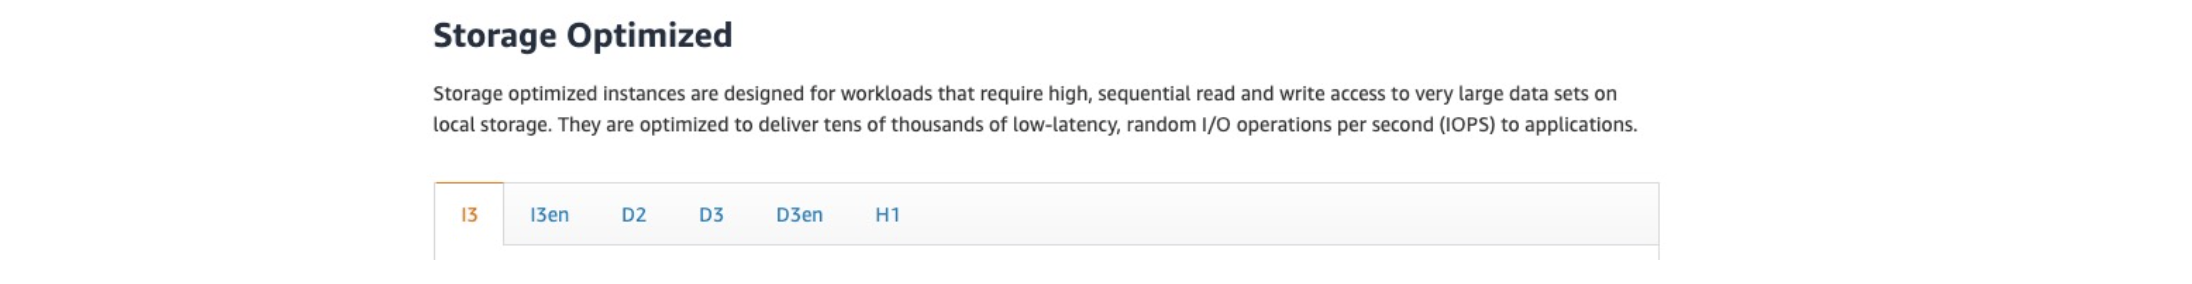 Storage Optimized
Storage optimized instances are designed for workloads that require high, sequential read and write access to very large data sets on
local storage. They are optimized to deliver tens of thousands of low-latency, random I/O operations per second (IOPS) to applications.
I3 I3en D2 D3 D3en H1